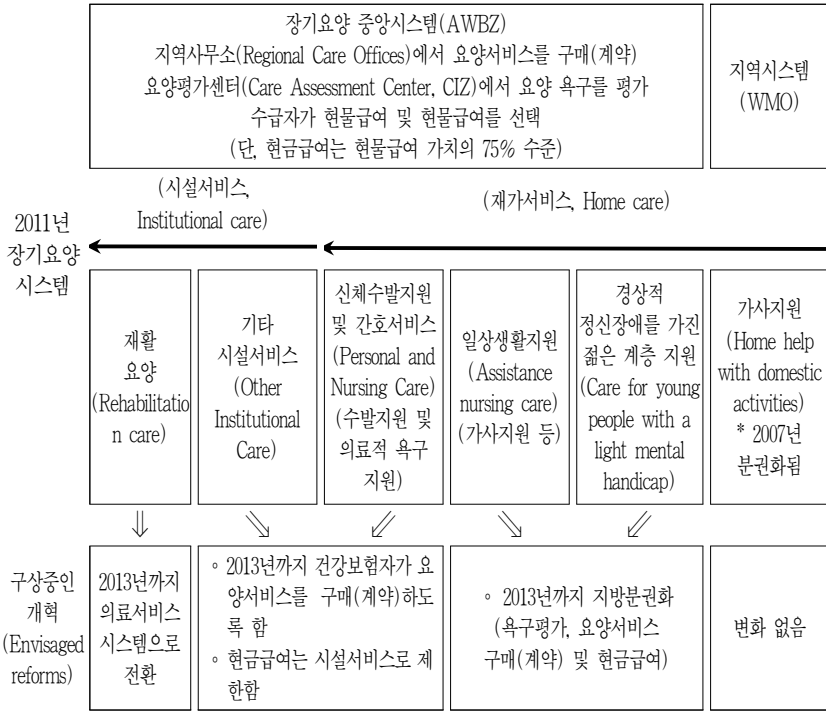 장기요양 중앙시스템(AWBZ)
지역사무소(Regional Care Offices)에서 요양서비스를 구매(계약)
요양평가센터(Care Assessment Center, CIZ)에서 요양 욕구를 평가
수급자가 현물급여 및 현물급여를 선택
(단, 현금급여는 현물급여 가치의 75% 수준)
지역시스템
(WMO)
(시설서비스,
Institutional care)
(재가서비스, Home care)
2011년
장기요양
시스템
재활
요양
(Rehabilitatio
n care)
기타
시설서비스
(Other
Institutional
Care)
신체수발지원
및 간호서비스
(Personal and
Nursing Care)
(수발지원 및
의료적 욕구
지원)
일상생활지원
(Assistance
nursing care)
(가사지원 등)
경상적
정신장애를 가진
젊은 계층 지원
(Care for young
people with a
light mental
handicap)
가사지원
(Home help
with domestic
activities)
* 2007년
분권화됨
구상중인
개혁
(Envisaged
reforms)
2013년까지
의료서비스
시스템으로
전환
◦ 2013년까지 건강보험자가 요
양서비스를 구매(계약)하도
록 함
◦ 현금급여는 시설서비스로 제
한함
◦ 2013년까지 지방분권화
(욕구평가, 요양서비스
구매(계약) 및 현금급여)
변화 없음